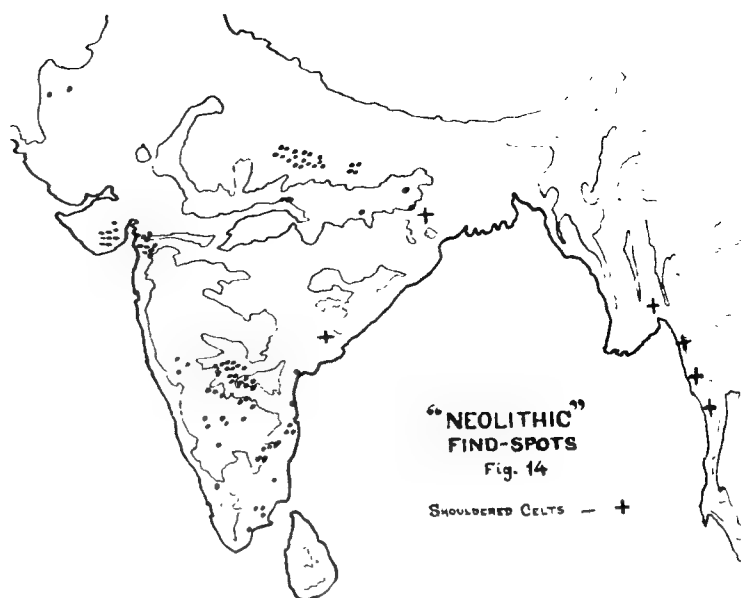 “NEOLITHIC”
FIND-SPOTS
Fig. 14
SHOULDERED CELTS — +